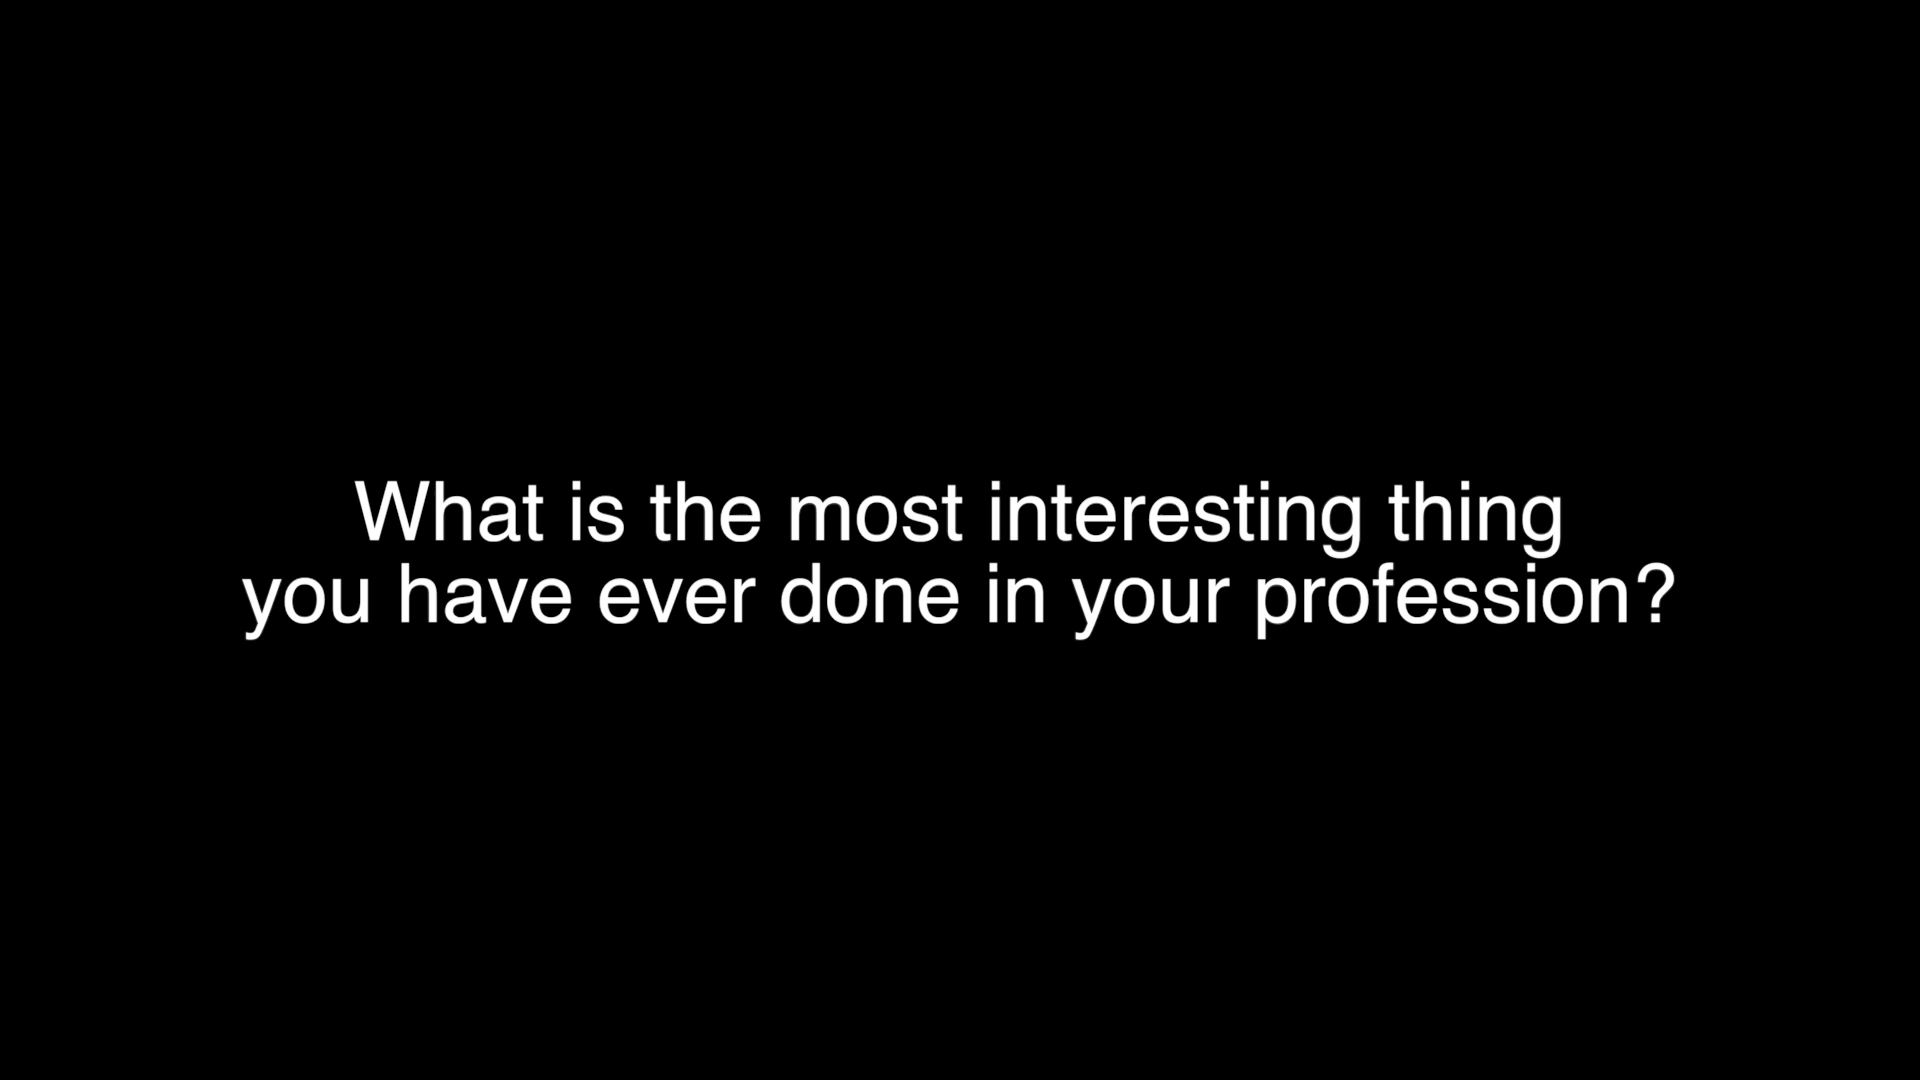 What is the most interesting thing
you have ever done in your profession?